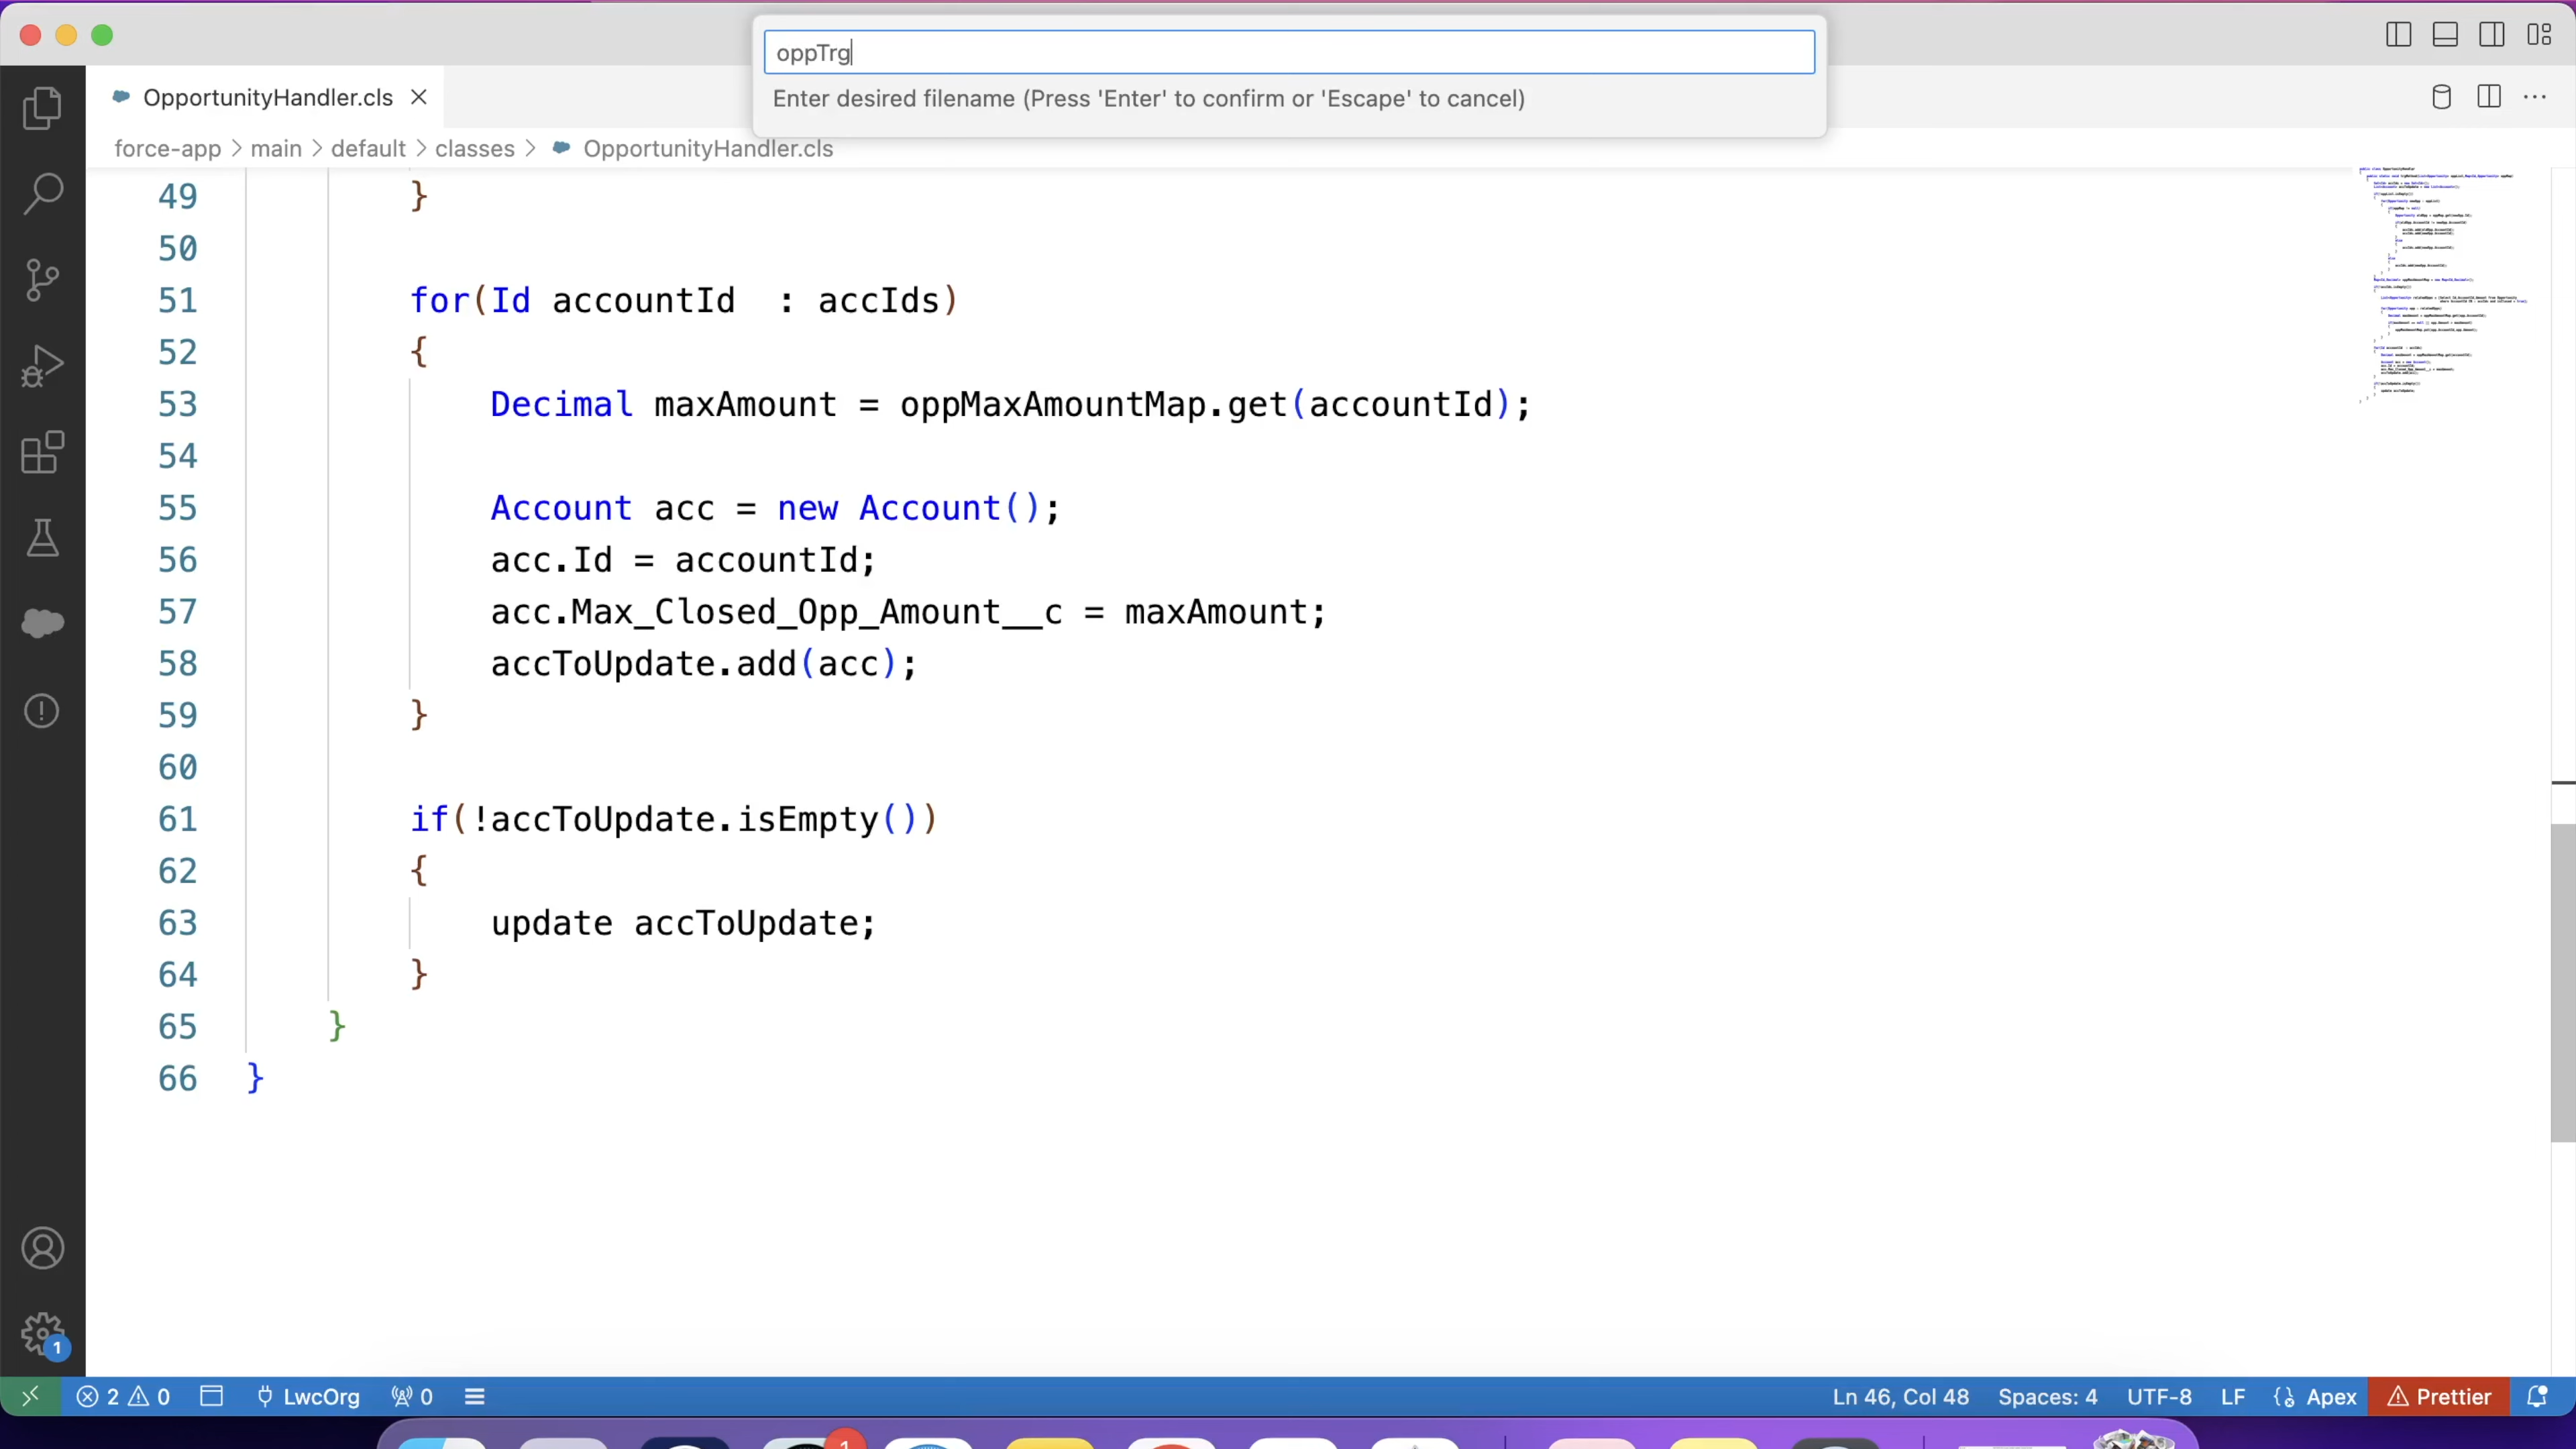 oppTrg
Enter desired filename (Press 'Enter' to confirm or 'Escape' to cancel)
OpportunityHandler.cls
force-app > main > default > classes > OpportunityHandler.cls
49 }
50
51 for(Id accountId  : accIds)
52 {
53 Decimal maxAmount = oppMaxAmountMap.get(accountId);
54
55 Account acc = new Account();
56 acc.Id = accountId;
57 acc.Max_Closed_Opp_Amount__c = maxAmount;
58 accToUpdate.add(acc);
59 }
60
61 if(!accToUpdate.isEmpty())
62 {
63 update accToUpdate;
64 }
65 }
66 }
1
2 0 LwcOrg 0 Ln 46, Col 48 Spaces: 4 UTF-8 LF Apex Prettier
1